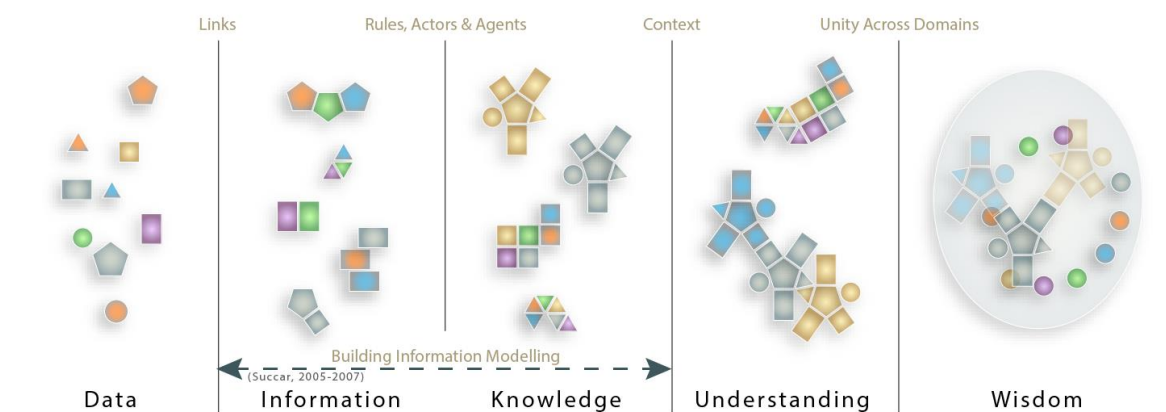 Links
Rules, Actors & Agents
Context
Unity Across Domains
Building Information Modelling
(Succar, 2005-2007)
Data
Information
Knowledge
Understanding
Wisdom